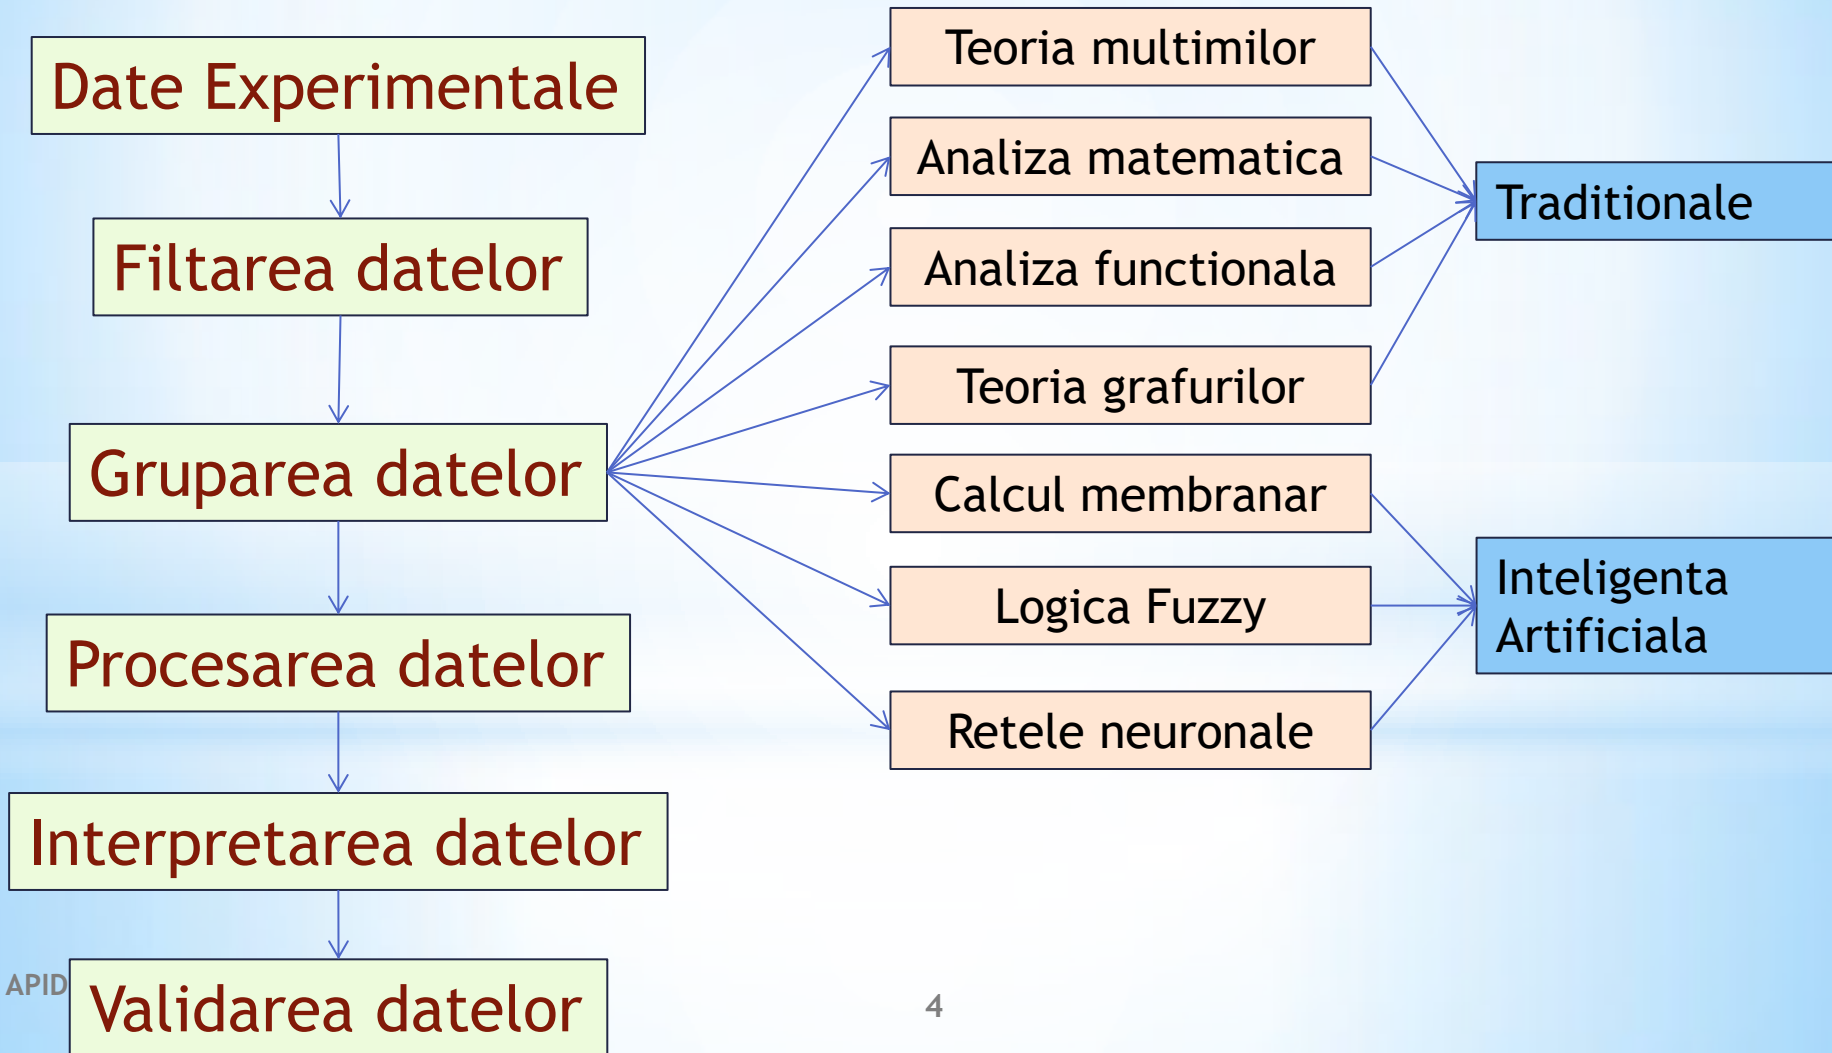 Date Experimentale
Filtarea datelor
Gruparea datelor
Procesarea datelor
Interpretarea datelor
Validarea datelor
Teoria multimilor
Analiza matematica
Analiza functionala
Teoria grafurilor
Calcul membranar
Logica Fuzzy
Retele neuronale
Traditionale
Inteligenta
Artificiala
APID
4